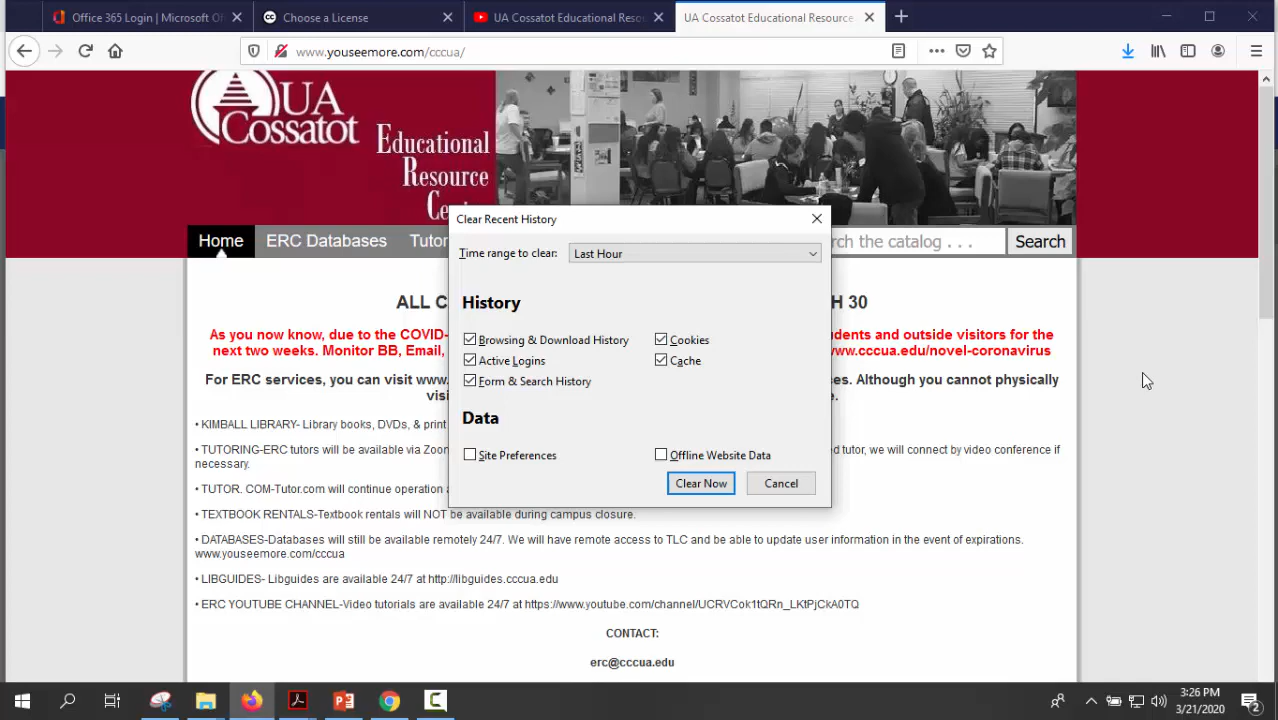 Office 365 Login | Microsoft Of
Choose a License
UA Cossatot Educational Reso
UA Cossatot Educational Resource
www.youseemore.com/cccua/
UA
Cossatot
Educational
Resource
Ce
Home
ERC Databases
Tutor
rch the catalog . . .
Search
Clear Recent History
Time range to clear:
Last Hour
History
Browsing & Download History
Cookies
Active Logins
Cache
Form & Search History
Data
Site Preferences
Offline Website Data
Clear Now
Cancel
ALL C
H 30
As you now know, due to the COVID-
udents and outside visitors for the
next two weeks. Monitor BB, Email,
www.cccua.edu/novel-coronavirus
For ERC services, you can visit www.
ces. Although you cannot physically
visi
e.
• KIMBALL LIBRARY- Library books, DVDs, & print
• TUTORING-ERC tutors will be available via Zoon
ed tutor, we will connect by video conference if
necessary.
• TUTOR. COM-Tutor.com will continue operation a
• TEXTBOOK RENTALS-Textbook rentals will NOT be available during campus closure.
• DATABASES-Databases will still be available remotely 24/7. We will have remote access to TLC and be able to update user information in the event of expirations.
www.youseemore.com/cccua
• LIBGUIDES- Libguides are available 24/7 at http://libguides.cccua.edu
• ERC YOUTUBE CHANNEL-Video tutorials are available 24/7 at https://www.youtube.com/channel/UCRVCok1tQRn_LKtPjCkA0TQ
CONTACT:
erc@cccua.edu
3:26 PM
3/21/2020
2